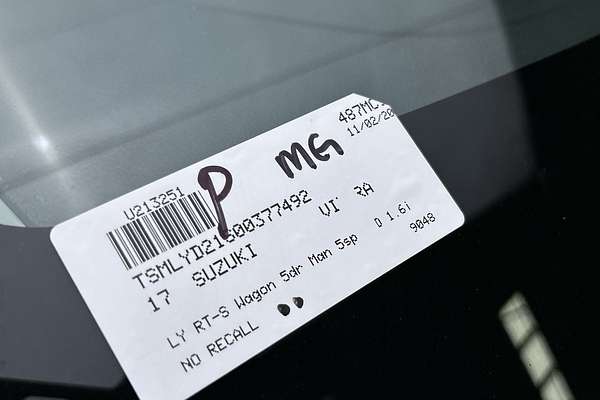 487MC
11/02/20
P MG
U213251
TSMLYD21S00377492
17 SUZUKI VI RA
LY RT-S Wagon 5dr Man 5sp D 1.6i
NO RECALL 9048